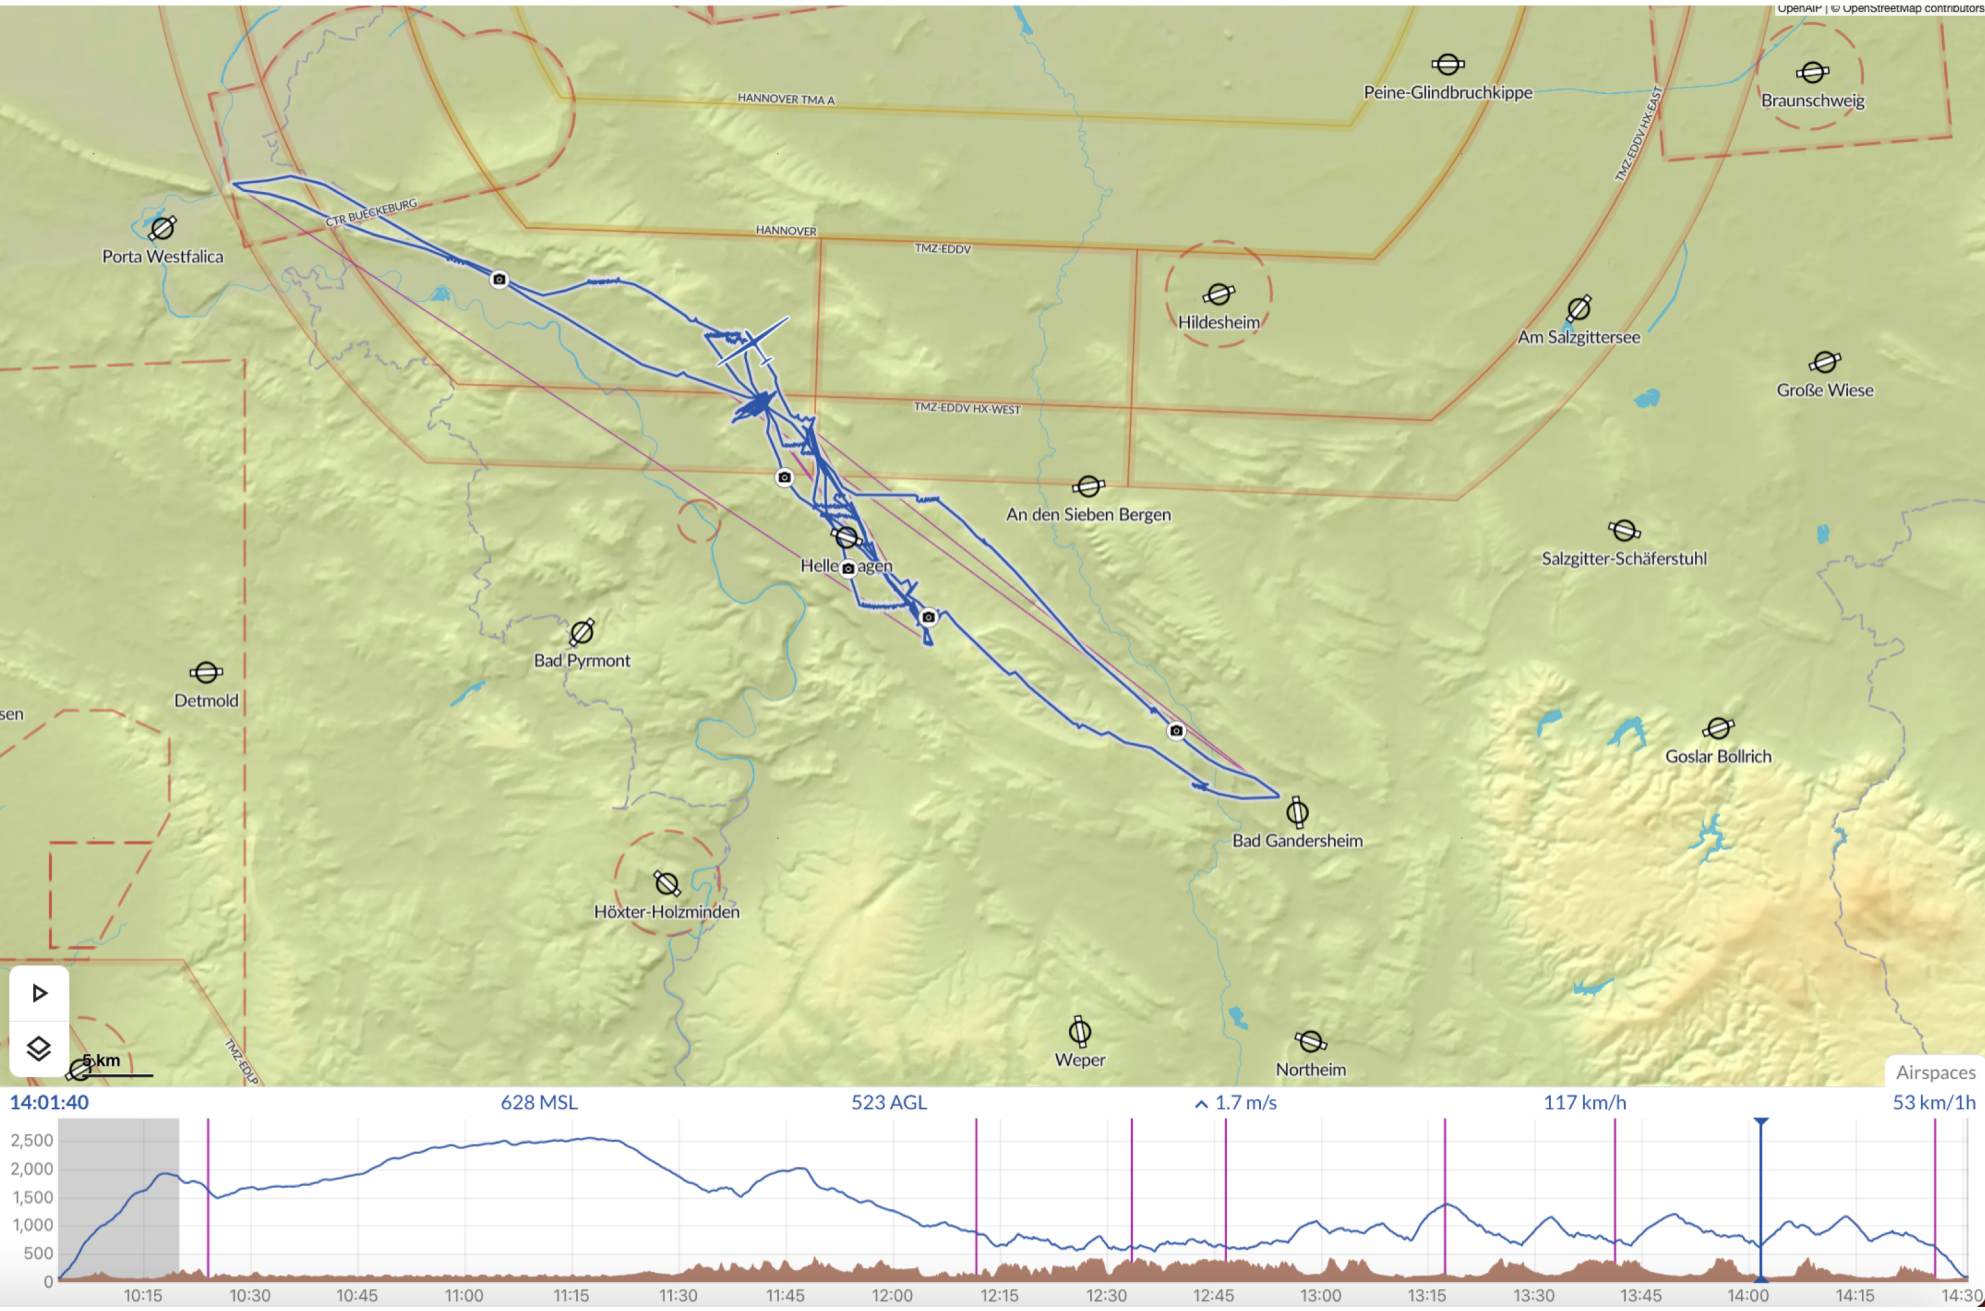 OpenAIP | © OpenStreetMap contributors
Peine-Glindbruchkippe
Braunschweig
HANNOVER TMA A
TMZ-EDDV HX-EAST
CTR BUECKEBURG
HANNOVER
TMZ-EDDV
Porta Westfalica
Hildesheim
Am Salzgittersee
Große Wiese
TMZ-EDDV HX-WEST
An den Sieben Bergen
Salzgitter-Schäferstuhl
Helle agen
Bad Pyrmont
Detmold
sen
Goslar Bollrich
Bad Gandersheim
Höxter-Holzminden
TMZ-EDLP
5 km
Weper
Northeim
Airspaces
14:01:40 628 MSL 523 AGL 1.7 m/s 117 km/h 53 km/1h
2,500
2,000
1,500
1,000
500
0
10:15 10:30 10:45 11:00 11:15 11:30 11:45 12:00 12:15 12:30 12:45 13:00 13:15 13:30 13:45 14:00 14:15 14:30